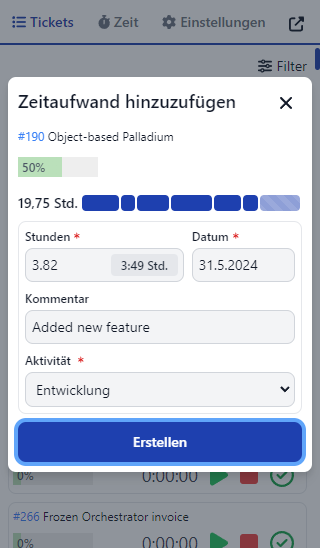 Tickets Zeit Einstellungen
Filter
Zeitaufwand hinzuzufügen
#190 Object-based Palladium
50%
19,75 Std.
Stunden * Datum *
3.82 3:49 Std. 31.5.2024
Kommentar
Added new feature
Aktivität *
Entwicklung
Erstellen
0% 0:00:00
#266 Frozen Orchestrator invoice
0% 0:00:00